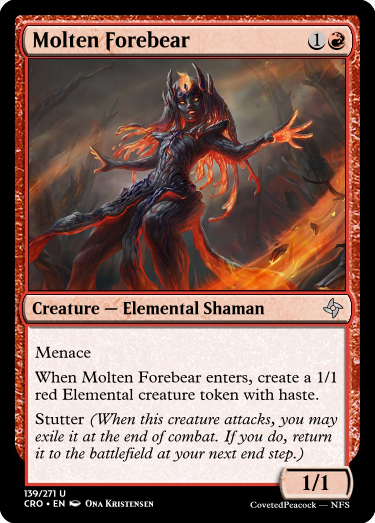 Molten Forebear 1
Creature — Elemental Shaman
Menace
When Molten Forebear enters, create a 1/1
red Elemental creature token with haste.
Stutter (When this creature attacks, you may
exile it at the end of combat. If you do, return
it to the battlefield at your next end step.)
1/1
139/271 U
CRO • EN Ona Kristensen
CovetedPeacock — NFS